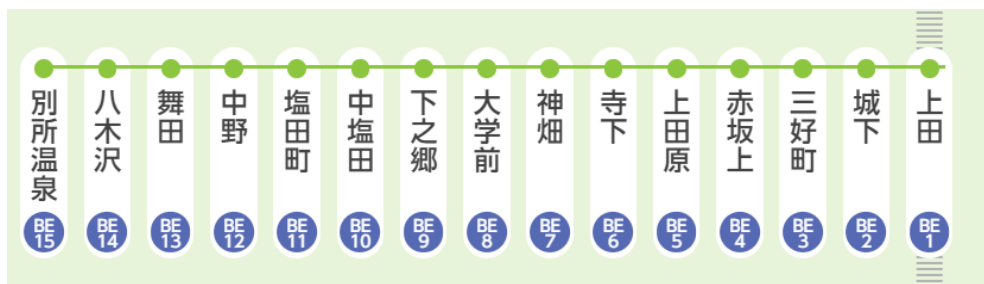 別所温泉
BE
15
八木沢
BE
14
舞田
BE
13
中野
BE
12
塩田町
BE
11
中塩田
BE
10
下之郷
BE
9
大学前
BE
8
神畑
BE
7
寺下
BE
6
上田原
BE
5
赤坂上
BE
4
三好町
BE
3
城下
BE
2
上田
BE
1